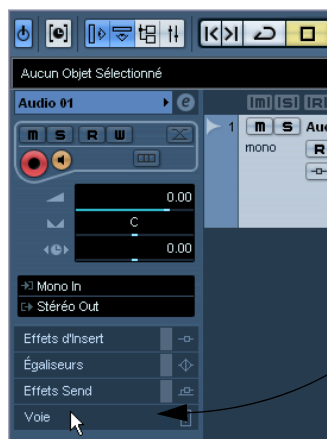 Aucun Objet Sélectionné
Audio 01
e
m S R W
0.00
C
0.00
Mono In
Stéréo Out
Effets d'Insert
Égaliseurs
Effets Send
Voie
m S R
1 m S Au
mono R